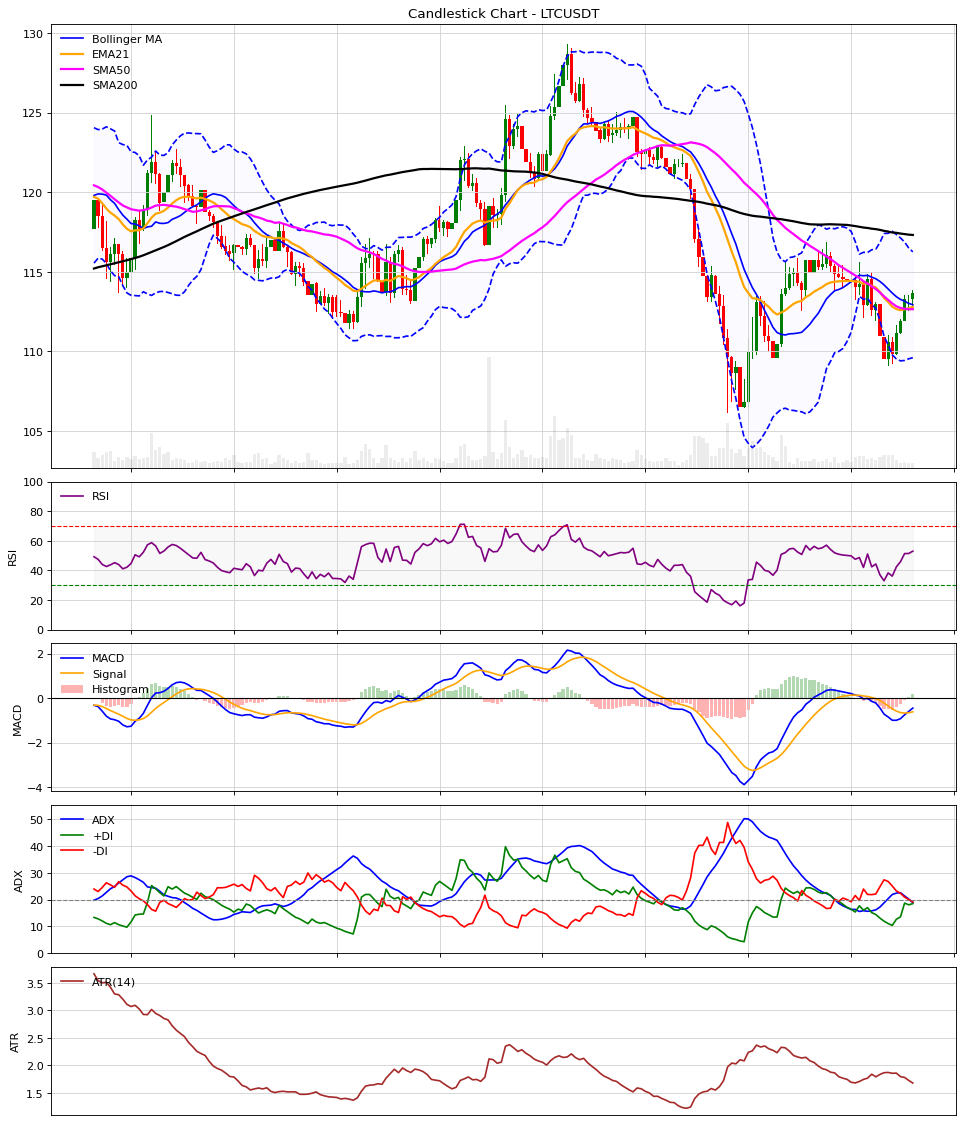 Candlestick Chart - LTCUSDT
130
125
120
115
110
105
Bollinger MA
EMA21
SMA50
SMA200
100
80
60
40
20
0
RSI
RSI
2
0
−2
−4
MACD
MACD
Signal
Histogram
50
40
30
20
10
0
ADX
ADX
+DI
-DI
3.5
3.0
2.5
2.0
1.5
ATR
ATR(14)